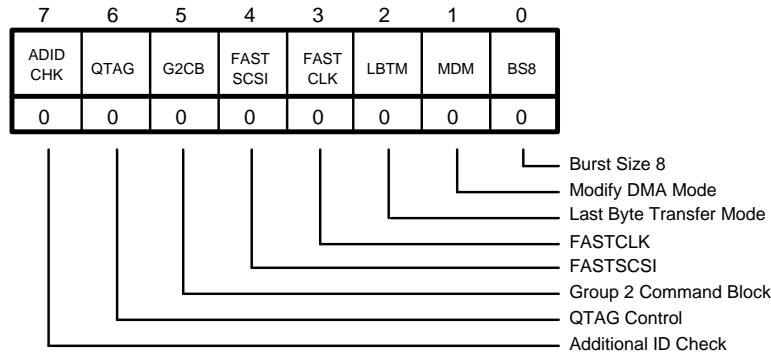 7 6 5 4 3 2 1 0
ADID CHK QTAG G2CB FAST SCSI FAST CLK LBTM MDM BS8
0 0 0 0 0 0 0 0
Burst Size 8
Modify DMA Mode
Last Byte Transfer Mode
FASTCLK
FASTSCSI
Group 2 Command Block
QTAG Control
Additional ID Check